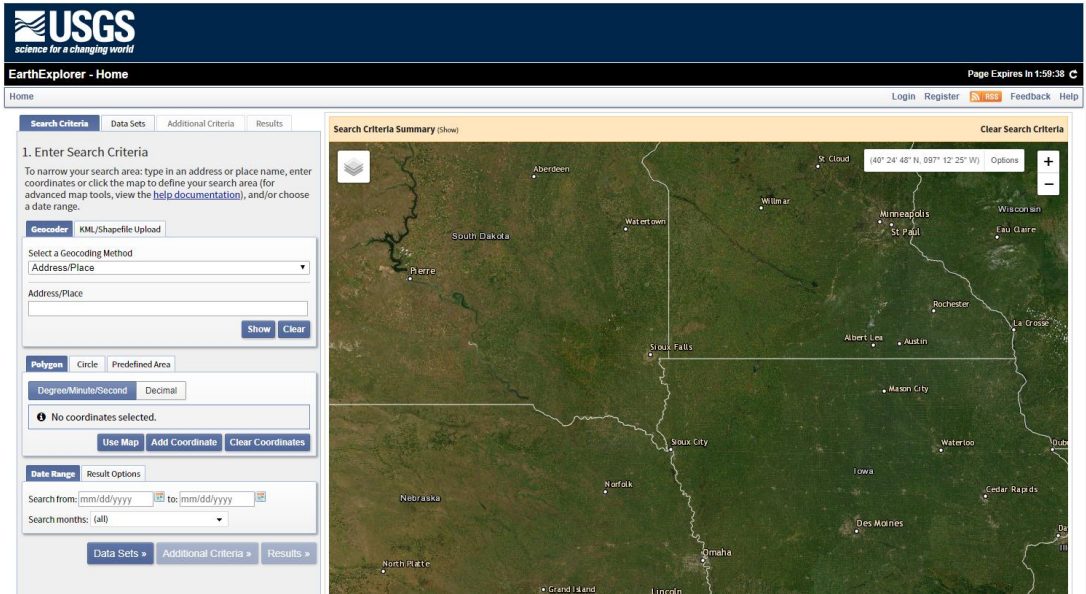 USGS
science for a changing world
EarthExplorer - Home
Page Expires In 1:59:38
Home
Login Register RSS Feedback Help
Search Criteria Data Sets Additional Criteria Results
1. Enter Search Criteria
To narrow your search area: type in an address or place name, enter
coordinates or click the map to define your search area (for
advanced map tools, view the help documentation), and/or choose
a date range.
Geocoder KML/Shapefile Upload
Select a Geocoding Method
Address/Place
Address/Place
Show Clear
Polygon Circle Predefined Area
Degree/Minute/Second Decimal
No coordinates selected.
Use Map Add Coordinate Clear Coordinates
Date Range Result Options
Search from: mm/dd/yyyy to: mm/dd/yyyy
Search months: (all)
Data Sets » Additional Criteria » Results »
Search Criteria Summary (Show) Clear Search Criteria
(40° 24' 48" N, 097° 12' 25" W) Options
+
−
Aberdeen
St Cloud
Willmar
Minneapolis
Wisconsin
Watertown
St Paul
Eau Claire
South Dakota
Pierre
Rochester
La Crosse
Albert Lea
Austin
Sioux Falls
Mason City
Sioux City
Waterloo
Dub
Iowa
Norfolk
Cedar Rapids
Nebraska
Des Moines
Da
Ill
Omaha
North Platte
Grand Island
Lincoln